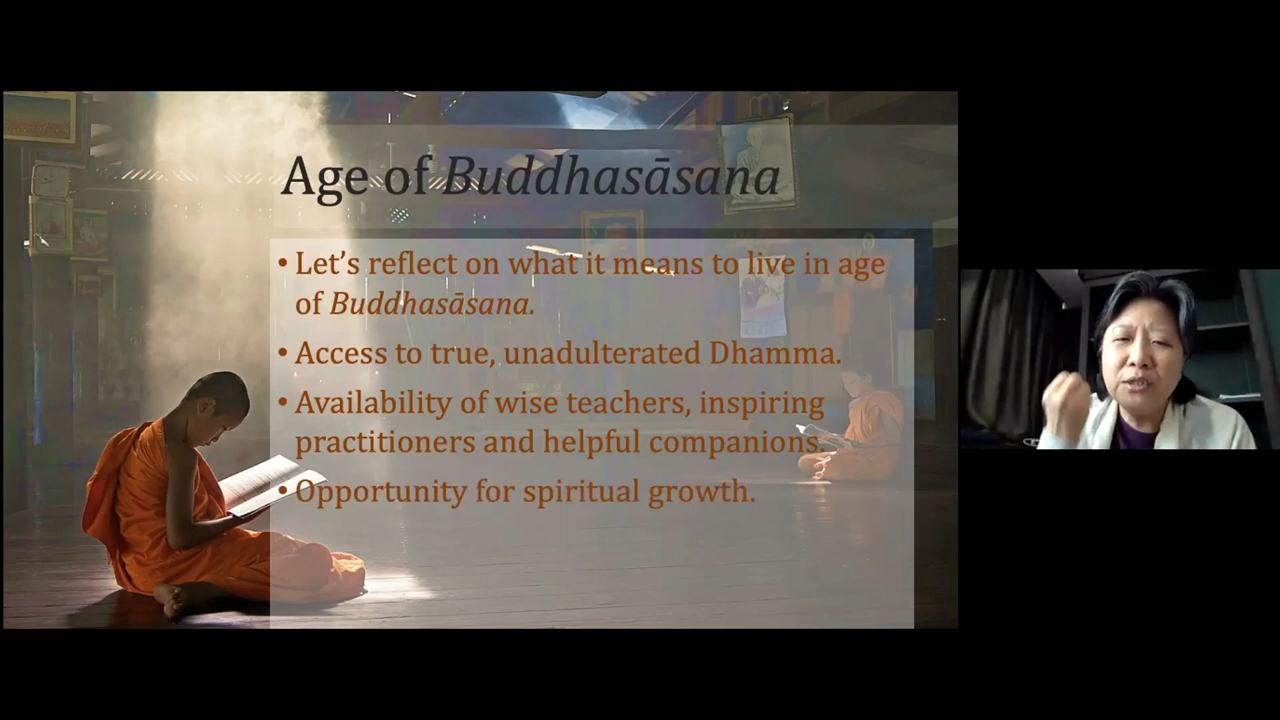 Age of Buddhasāsana
• Let’s reflect on what it means to live in age
of Buddhasāsana.
• Access to true, unadulterated Dhamma.
• Availability of wise teachers, inspiring
practitioners and helpful companions.
• Opportunity for spiritual growth.